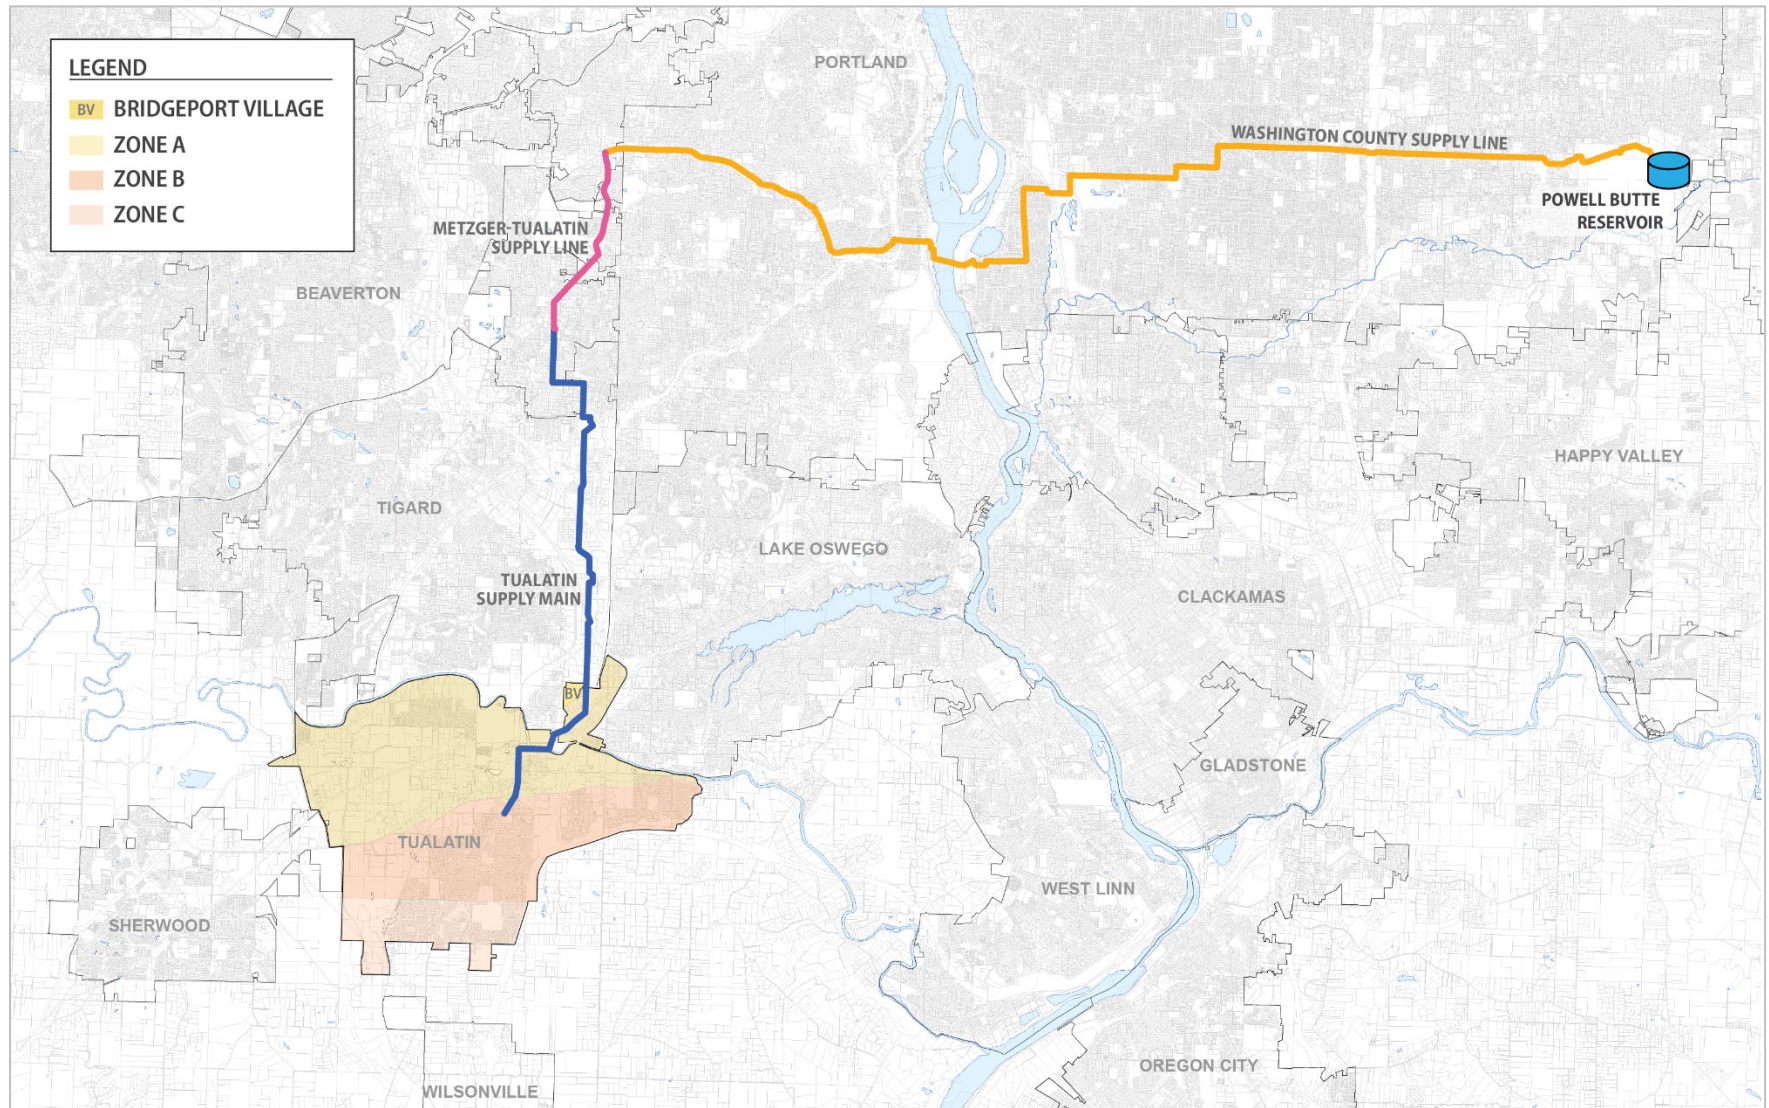 LEGEND
BV BRIDGEPORT VILLAGE
ZONE A
ZONE B
ZONE C
PORTLAND
WASHINGTON COUNTY SUPPLY LINE
POWELL BUTTE
RESERVOIR
METZGER-TUALATIN
SUPPLY LINE
BEAVERTON
HAPPY VALLEY
TIGARD
LAKE OSWEGO
TUALATIN
SUPPLY MAIN
CLACKAMAS
BV
GLADSTONE
TUALATIN
WEST LINN
SHERWOOD
OREGON CITY
WILSONVILLE